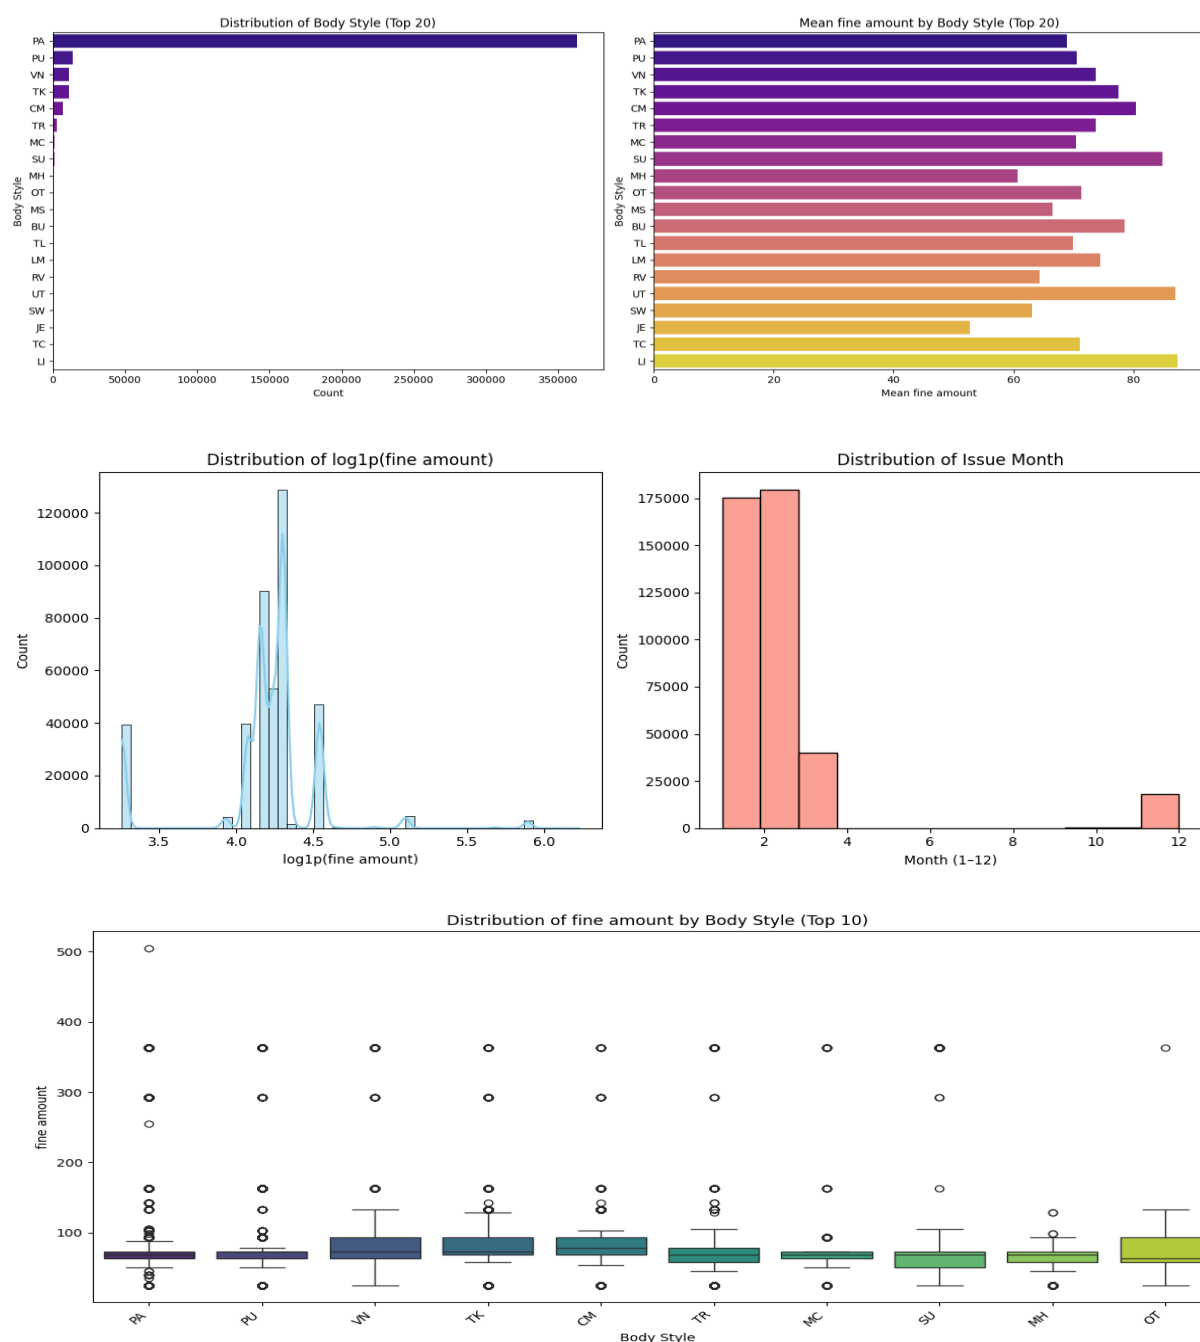 Distribution of Body Style (Top 20)
Body Style
PA
PU
VN
TK
CM
TR
MC
SU
MH
OT
MS
BU
TL
LM
RV
UT
SW
JE
TC
LI
0 50000 100000 150000 200000 250000 300000 350000
Count
Mean fine amount by Body Style (Top 20)
Body Style
PA
PU
VN
TK
CM
TR
MC
SU
MH
OT
MS
BU
TL
LM
RV
UT
SW
JE
TC
LI
0 20 40 60 80
Mean fine amount
Distribution of log1p(fine amount)
Count
120000
100000
80000
60000
40000
20000
0
3.5 4.0 4.5 5.0 5.5 6.0
log1p(fine amount)
Distribution of Issue Month
Count
175000
150000
125000
100000
75000
50000
25000
0
2 4 6 8 10 12
Month (1–12)
Distribution of fine amount by Body Style (Top 10)
fine amount
500
400
300
200
100
PA PU VN TK CM TR MC SU MH OT
Body Style